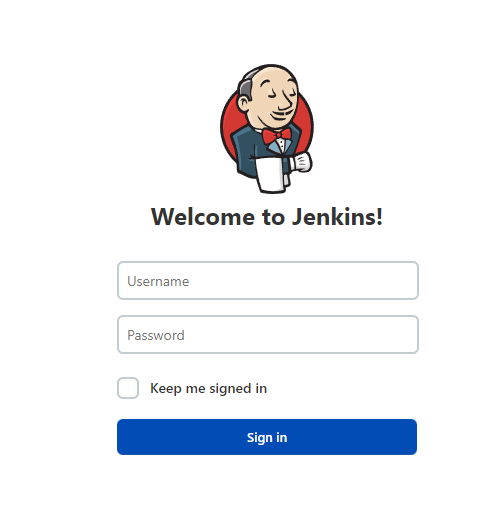 Welcome to Jenkins!
Username
Password
Keep me signed in
Sign in